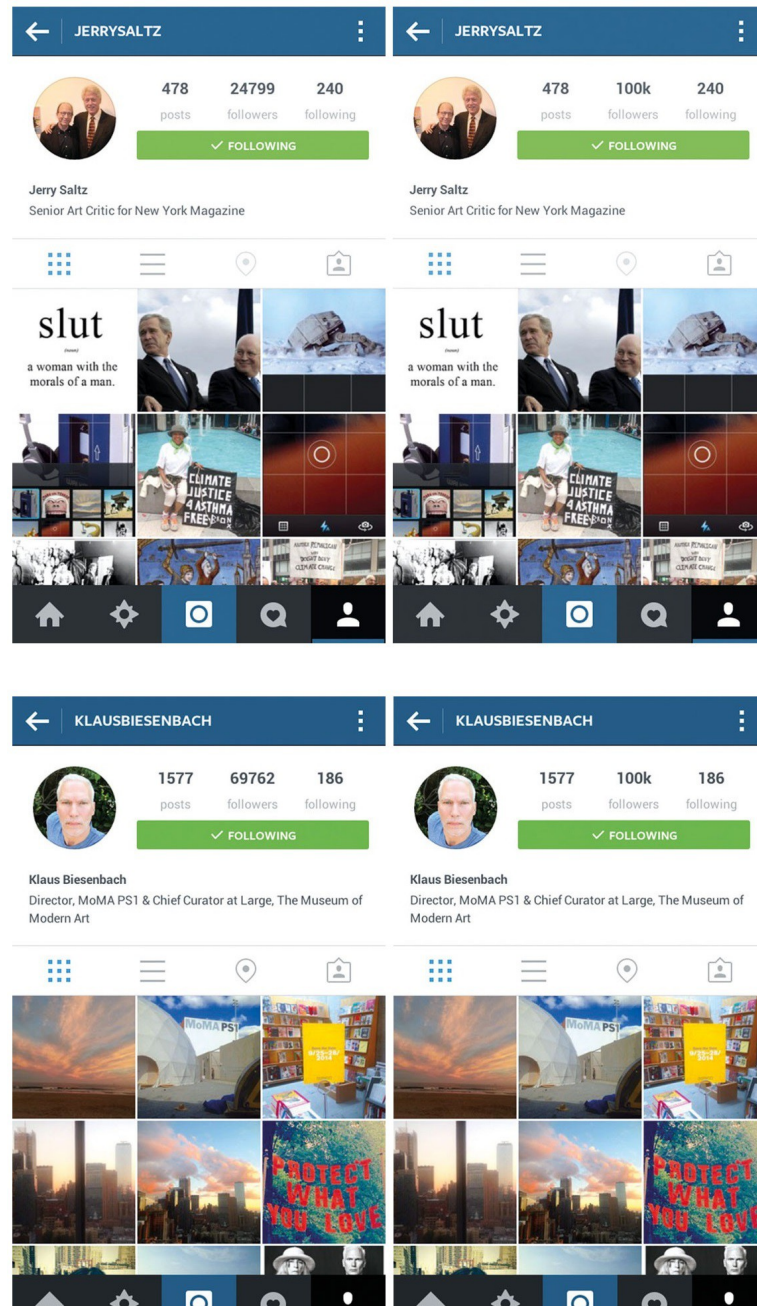 JERRYSALTZ
478 24799 240
posts followers following
✓ FOLLOWING
Jerry Saltz
Senior Art Critic for New York Magazine
slut
a woman with the
morals of a man.
CLIMATE
JUSTICE
4 ASTHMA
FREE
JERRYSALTZ
478 100k 240
posts followers following
✓ FOLLOWING
Jerry Saltz
Senior Art Critic for New York Magazine
slut
a woman with the
morals of a man.
CLIMATE
JUSTICE
4 ASTHMA
FREE
KLAUSBIESENBACH
1577 69762 186
posts followers following
✓ FOLLOWING
Klaus Biesenbach
Director, MoMA PS1 & Chief Curator at Large, The Museum of
Modern Art
MoMA PS1
PROTECT
WHAT
YOU LOVE
KLAUSBIESENBACH
1577 100k 186
posts followers following
✓ FOLLOWING
Klaus Biesenbach
Director, MoMA PS1 & Chief Curator at Large, The Museum of
Modern Art
MoMA PS1
PROTECT
WHAT
YOU LOVE